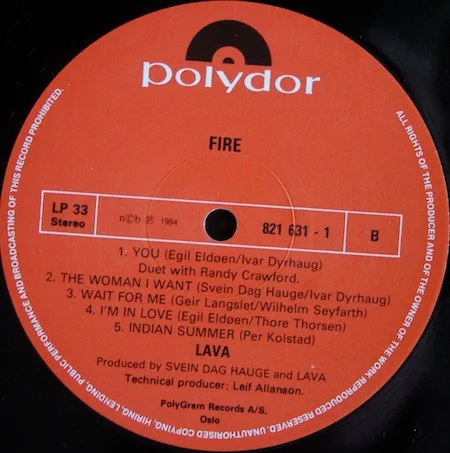 polydor
FIRE
LP 33
Stereo
n©b ℗ 1984
821 631 - 1
B
1. YOU (Egil Eldøen/Ivar Dyrhaug)
Duet with Randy Crawford.
2. THE WOMAN I WANT (Svein Dag Hauge/Ivar Dyrhaug)
3. WAIT FOR ME (Geir Langslet/Wilhelm Seyfarth)
4. I'M IN LOVE (Egil Eldøen/Thore Thorsen)
5. INDIAN SUMMER (Per Kolstad)
LAVA
Produced by SVEIN DAG HAUGE and LAVA
Technical producer: Leif Allanson.
PolyGram Records A/S,
Oslo
ALL RIGHTS OF THE PRODUCER AND OF THE OWNER OF THE WORK REPRODUCED RESERVED. UNAUTHORISED COPYING, HIRING, LENDING, PUBLIC PERFORMANCE AND BROADCASTING OF THIS RECORD PROHIBITED.